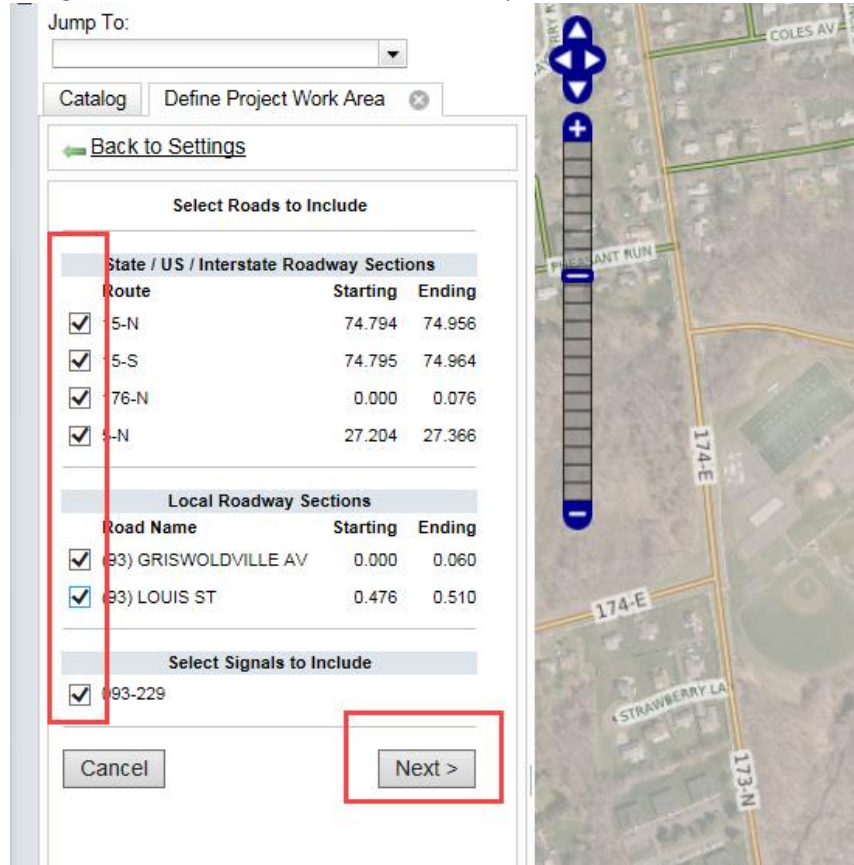 Jump To:
Catalog Define Project Work Area
Back to Settings
Select Roads to Include
State / US / Interstate Roadway Sections
Route Starting Ending
15-N 74.794 74.956
15-S 74.795 74.964
176-N 0.000 0.076
5-N 27.204 27.366
Local Roadway Sections
Road Name Starting Ending
(93) GRISWOLDVILLE AV 0.000 0.060
(93) LOUIS ST 0.476 0.510
Select Signals to Include
093-229
Cancel Next >
COLES AV
PHEASANT RUN
174-E
174-E
STRAWBERRY LA
173-N